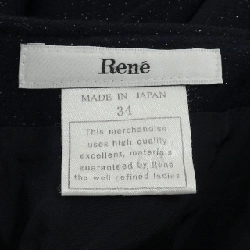 René
MADE IN JAPAN
34
This merchandise
uses high quality
excellent, materials
guaranteed by René
the well refined ladies